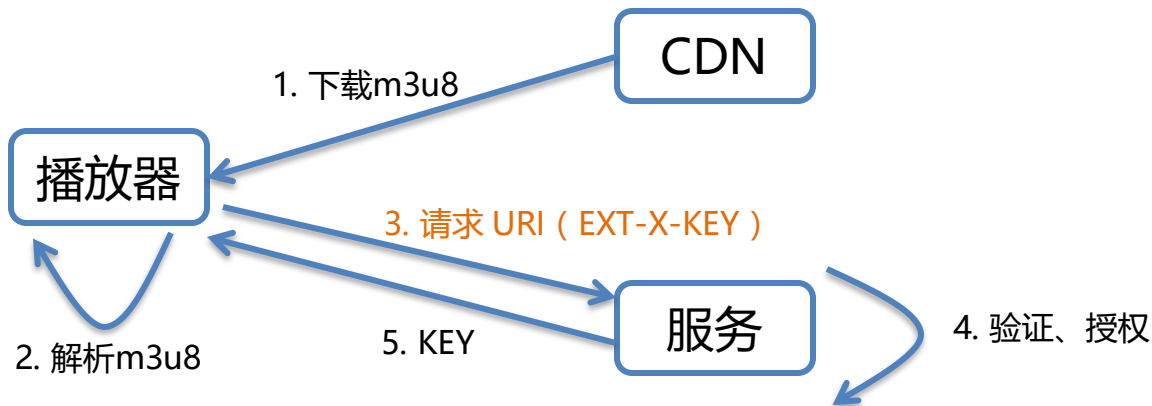 CDN
1. 下载m3u8
播放器
3. 请求 URI（EXT-X-KEY）
服务
4. 验证、授权
5. KEY
2. 解析m3u8